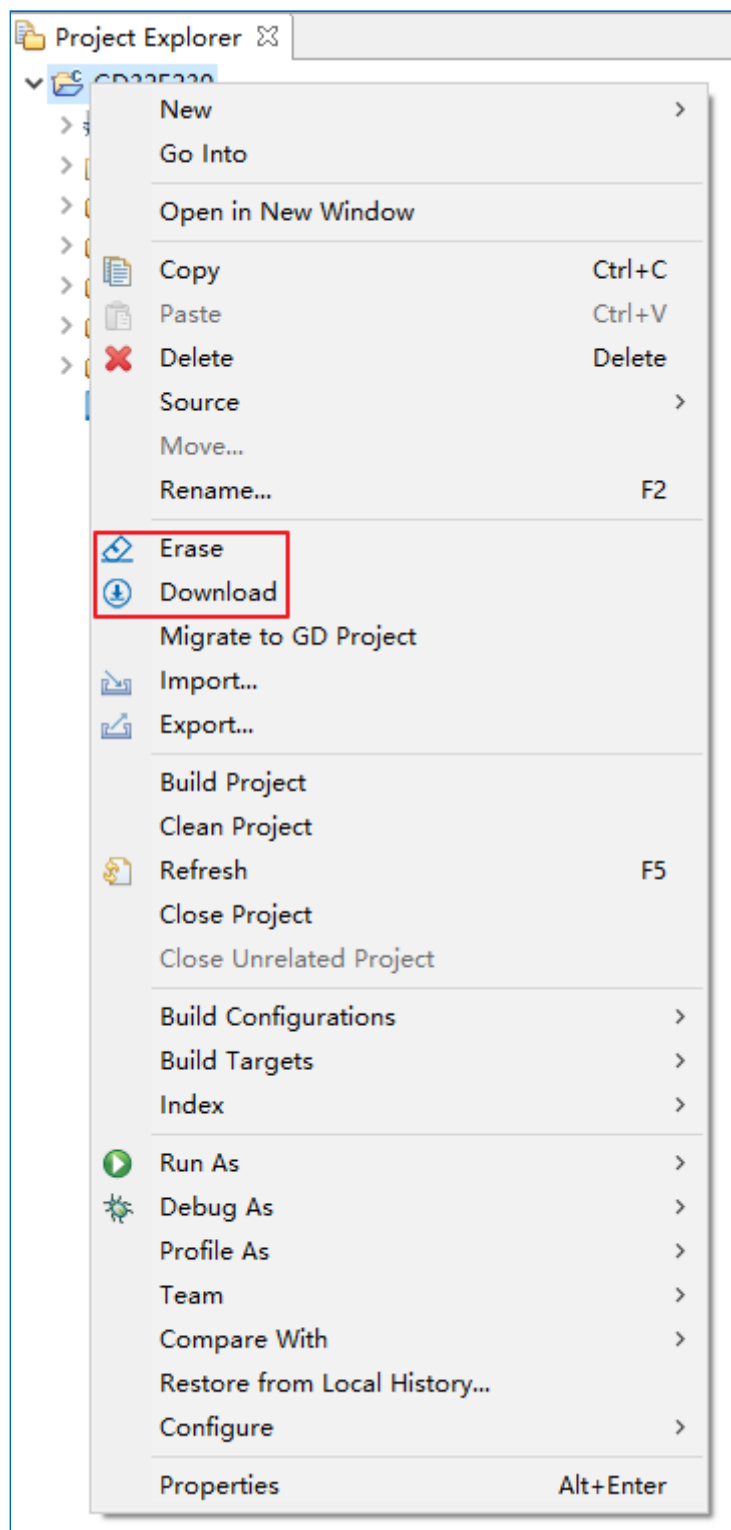 Project Explorer
New
Go Into
Open in New Window
Copy Ctrl+C
Paste Ctrl+V
Delete Delete
Source
Move...
Rename... F2
Erase
Download
Migrate to GD Project
Import...
Export...
Build Project
Clean Project
Refresh F5
Close Project
Close Unrelated Project
Build Configurations
Build Targets
Index
Run As
Debug As
Profile As
Team
Compare With
Restore from Local History...
Configure
Properties Alt+Enter